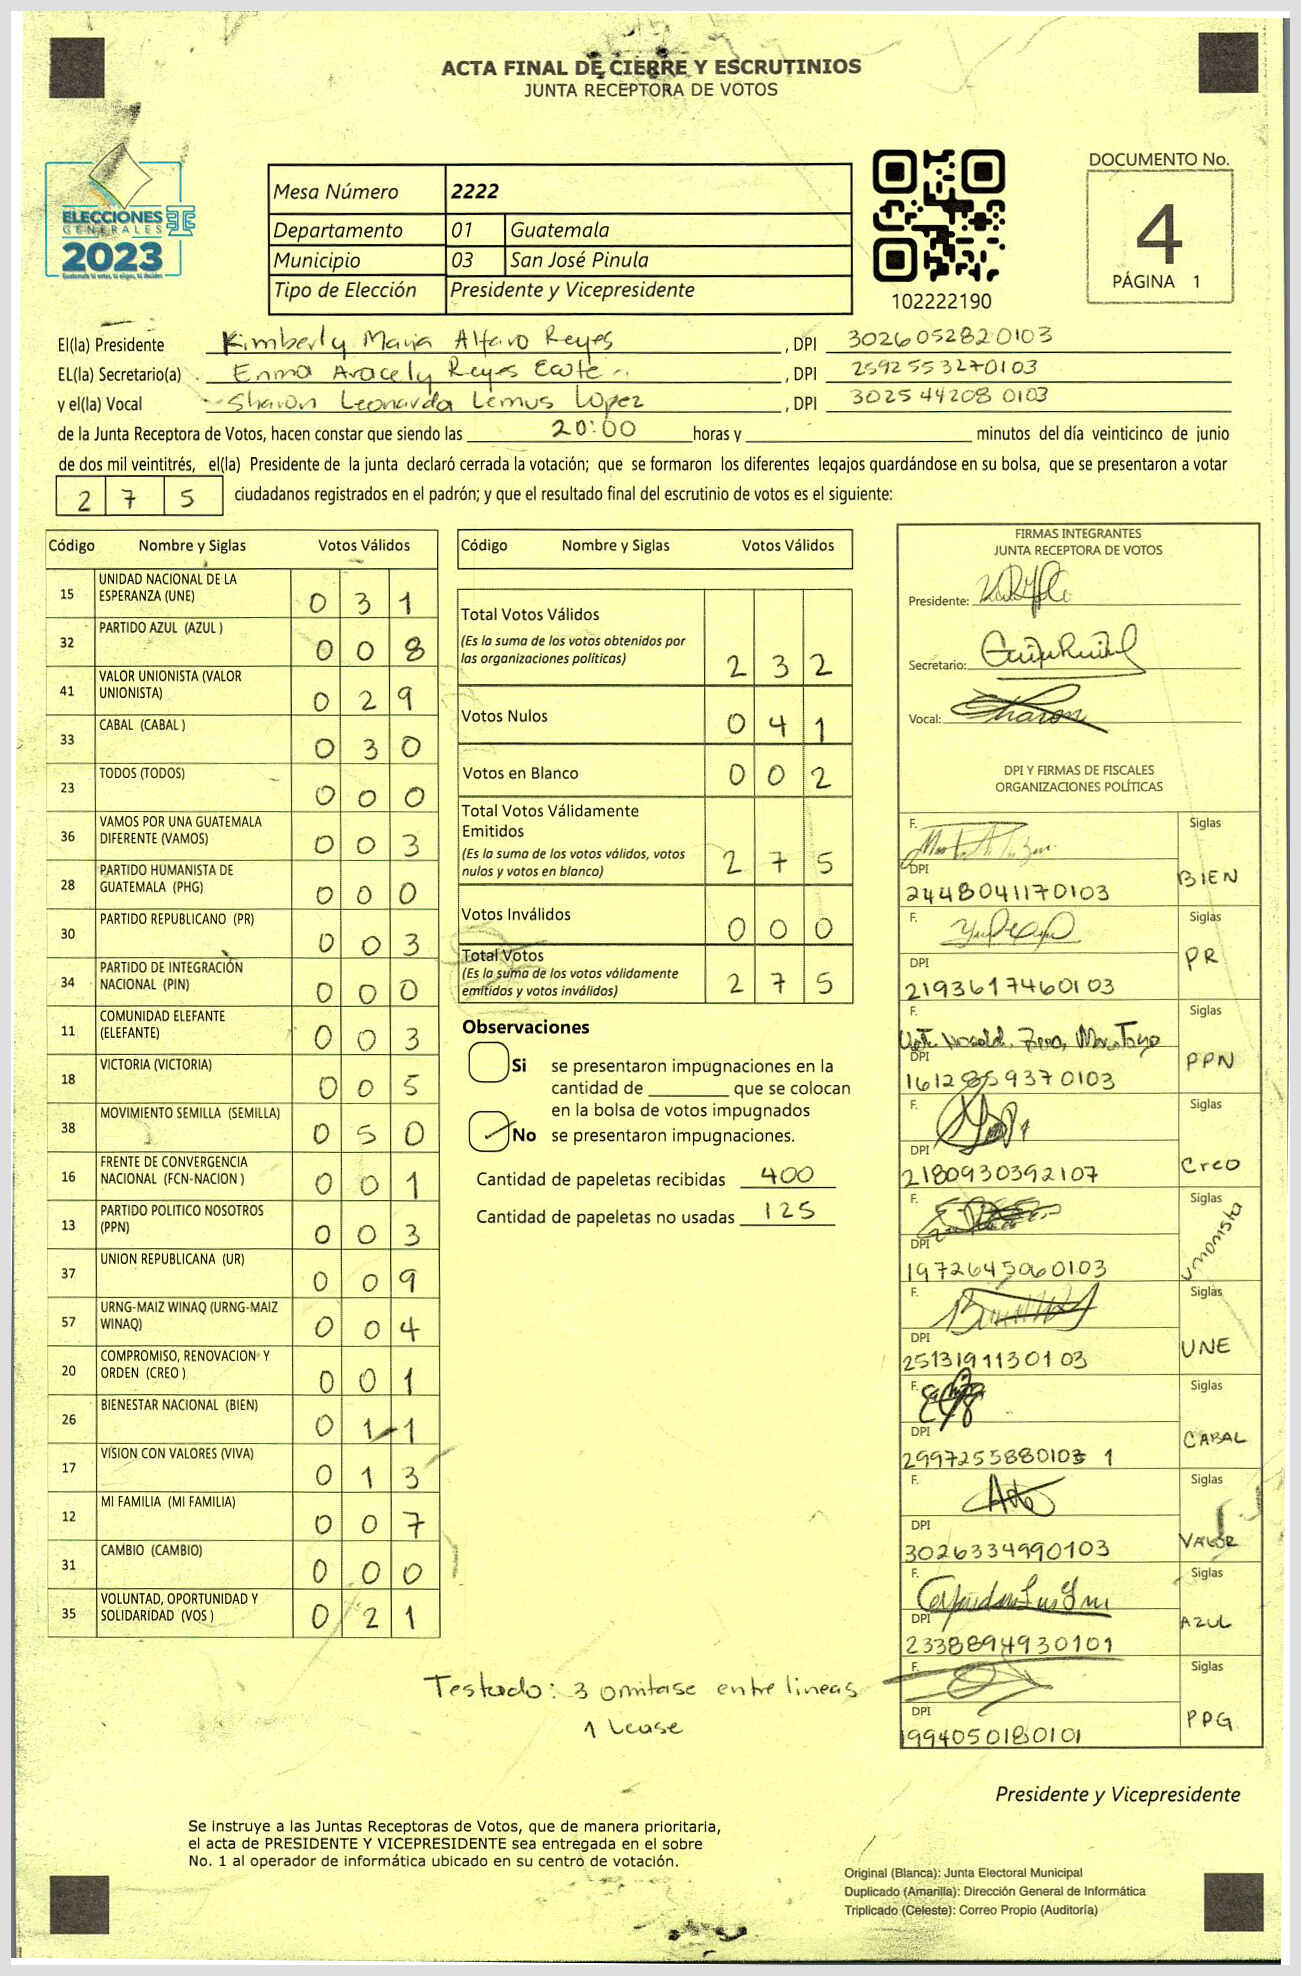 ACTA FINAL DE CIERRE Y ESCRUTINIOS
JUNTA RECEPTORA DE VOTOS
ELECCIONES
GENERALES
2023
Mesa Número 2222
Departamento 01 Guatemala
Municipio 03 San José Pinula
Tipo de Elección Presidente y Vicepresidente
102222190
DOCUMENTO No.
4
PÁGINA 1
El(la) Presidente Kimberly Maria Alfaro Reyes , DPI 3026052820103
EL(la) Secretario(a) Enma Aracely Reyes , DPI 2592553270103
y el(la) Vocal Sharon Leonarda Lemus Lopez , DPI 3025442080103
de la Junta Receptora de Votos, hacen constar que siendo las 20:00 horas y minutos del día veinticinco de junio
de dos mil veintitrés, el(la) Presidente de la junta declaró cerrada la votación; que se formaron los diferentes legajos guardándose en su bolsa, que se presentaron a votar
2 7 5 ciudadanos registrados en el padrón; y que el resultado final del escrutinio de votos es el siguiente:
Código Nombre y Siglas Votos Válidos
15 UNIDAD NACIONAL DE LA
ESPERANZA (UNE) 0 3 1
32 PARTIDO AZUL (AZUL ) 0 0 8
41 VALOR UNIONISTA (VALOR
UNIONISTA) 0 2 9
33 CABAL (CABAL ) 0 3 0
23 TODOS (TODOS) 0 0 0
36 VAMOS POR UNA GUATEMALA
DIFERENTE (VAMOS) 0 0 3
28 PARTIDO HUMANISTA DE
GUATEMALA (PHG) 0 0 0
30 PARTIDO REPUBLICANO (PR) 0 0 3
34 PARTIDO DE INTEGRACIÓN
NACIONAL (PIN) 0 0 0
11 COMUNIDAD ELEFANTE
(ELEFANTE) 0 0 3
18 VICTORIA (VICTORIA) 0 0 5
38 MOVIMIENTO SEMILLA (SEMILLA) 0 5 0
16 FRENTE DE CONVERGENCIA
NACIONAL (FCN-NACION ) 0 0 1
13 PARTIDO POLITICO NOSOTROS
(PPN) 0 0 3
37 UNION REPUBLICANA (UR) 0 0 9
57 URNG-MAIZ WINAQ (URNG-MAIZ
WINAQ) 0 0 4
20 COMPROMISO, RENOVACION Y
ORDEN (CREO ) 0 0 1
26 BIENESTAR NACIONAL (BIEN) 0 1 1
17 VISION CON VALORES (VIVA) 0 1 3
12 MI FAMILIA (MI FAMILIA) 0 0 7
31 CAMBIO (CAMBIO) 0 0 0
35 VOLUNTAD, OPORTUNIDAD Y
SOLIDARIDAD (VOS ) 0 2 1
Código Nombre y Siglas Votos Válidos
Total Votos Válidos
(Es la suma de los votos obtenidos por
las organizaciones políticas) 2 3 2
Votos Nulos 0 4 1
Votos en Blanco 0 0 2
Total Votos Válidamente
Emitidos
(Es la suma de los votos válidos, votos
nulos y votos en blanco) 2 7 5
Votos Inválidos 0 0 0
Total Votos
(Es la suma de los votos válidamente
emitidos y votos inválidos) 2 7 5
Observaciones
Si se presentaron impugnaciones en la
cantidad de que se colocan
en la bolsa de votos impugnados
No se presentaron impugnaciones.
Cantidad de papeletas recibidas 400
Cantidad de papeletas no usadas 125
FIRMAS INTEGRANTES
JUNTA RECEPTORA DE VOTOS
Presidente:
Secretario:
Vocal: Sharon
DPI Y FIRMAS DE FISCALES
ORGANIZACIONES POLÍTICAS
F. Siglas
DPI BIEN
2448041170103
F. Siglas
DPI PR
2193617460103
F. Siglas
DPI PPN
1612859370103
F. Siglas
DPI Creo
2180930392107
F. Siglas
DPI Unionista
1972645060103
F. Siglas
DPI UNE
2513191130103
F. Siglas
DPI CABAL
2997255880103 1
F. Siglas
DPI VALOR
3026334990103
F. Siglas
DPI AZUL
2338894930101
F. Siglas
DPI PPG
1994050180101
Testado: 3 omitase entre lineas
1 Lease
Presidente y Vicepresidente
Se instruye a las Juntas Receptoras de Votos, que de manera prioritaria,
el acta de PRESIDENTE Y VICEPRESIDENTE sea entregada en el sobre
No. 1 al operador de informática ubicado en su centro de votación.
Original (Blanca): Junta Electoral Municipal
Duplicado (Amarilla): Dirección General de Informática
Triplicado (Celeste): Correo Propio (Auditoría)